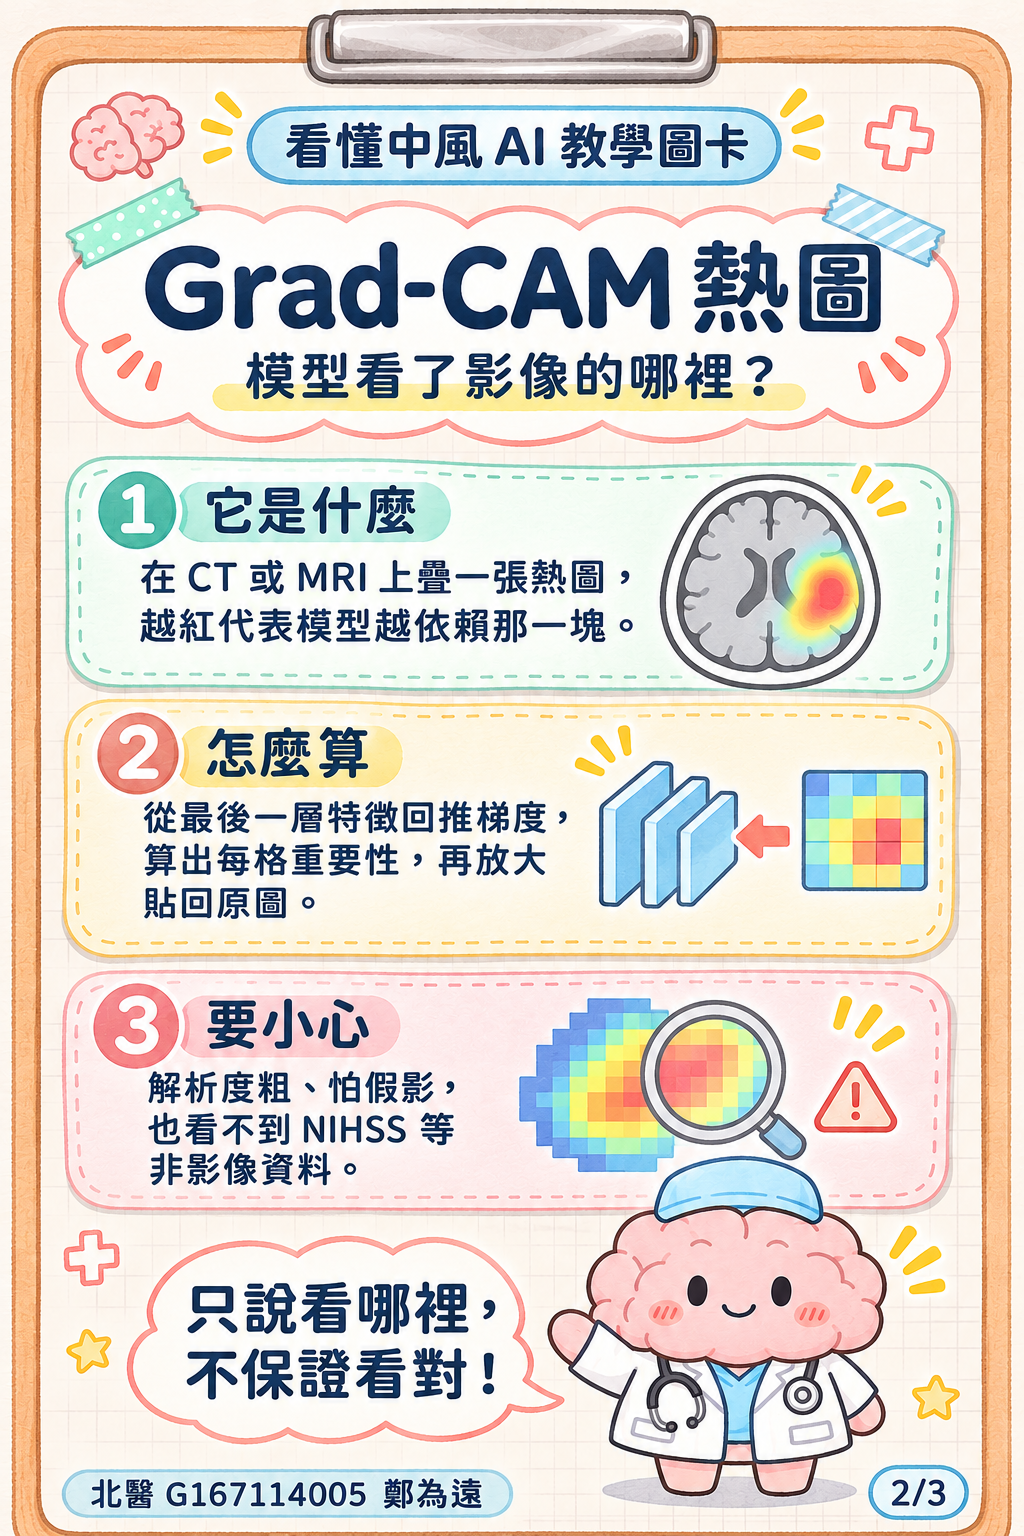 看懂中風 AI 教學圖卡
Grad-CAM 熱圖
模型看了影像的哪裡？
1 它是什麼
在 CT 或 MRI 上疊一張熱圖，
越紅代表模型越依賴那一塊。
2 怎麼算
從最後一層特徵回推梯度，
算出每格重要性，再放大
貼回原圖。
3 要小心
解析度粗、怕假影，
也看不到 NIHSS 等
非影像資料。
只說看哪裡，
不保證看對！
北醫 G167114005 鄭為遠
2/3